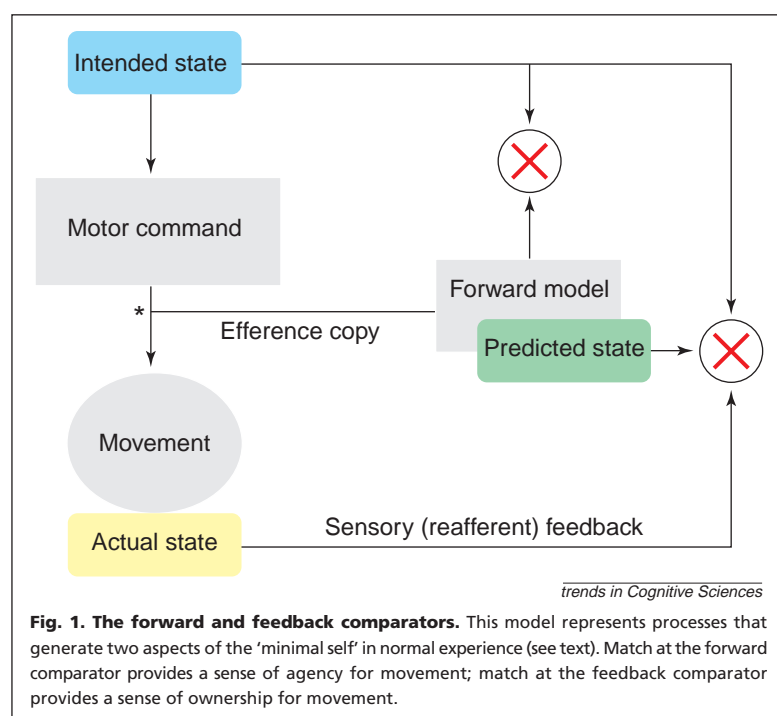 Intended state
Motor command
Forward model
*
Efference copy
Predicted state
Movement
Sensory (reafferent) feedback
Actual state
trends in Cognitive Sciences
Fig. 1. The forward and feedback comparators. This model represents processes that
generate two aspects of the ‘minimal self’ in normal experience (see text). Match at the forward
comparator provides a sense of agency for movement; match at the feedback comparator
provides a sense of ownership for movement.